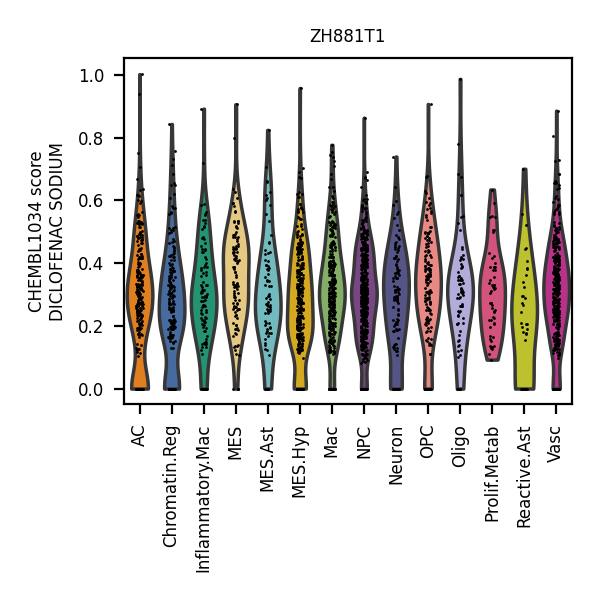 ZH881T1
CHEMBL1034 score
DICLOFENAC SODIUM
1.0
0.8
0.6
0.4
0.2
0.0
AC
Chromatin.Reg
Inflammatory.Mac
MES
MES.Ast
MES.Hyp
Mac
NPC
Neuron
OPC
Oligo
Prolif.Metab
Reactive.Ast
Vasc